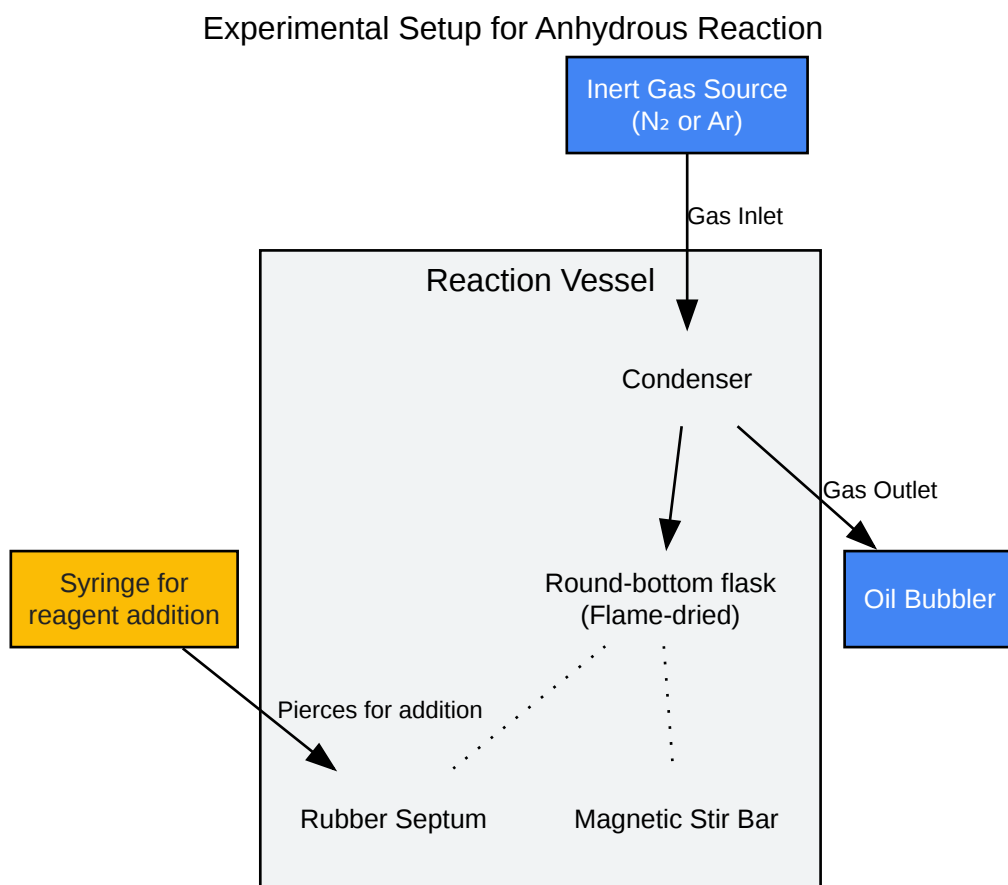 Experimental Setup for Anhydrous Reaction
Inert Gas Source
(N₂ or Ar)
Gas Inlet
Reaction Vessel
Condenser
Gas Outlet
Syringe for
reagent addition
Round-bottom flask
(Flame-dried)
Oil Bubbler
Pierces for addition
Rubber Septum
Magnetic Stir Bar